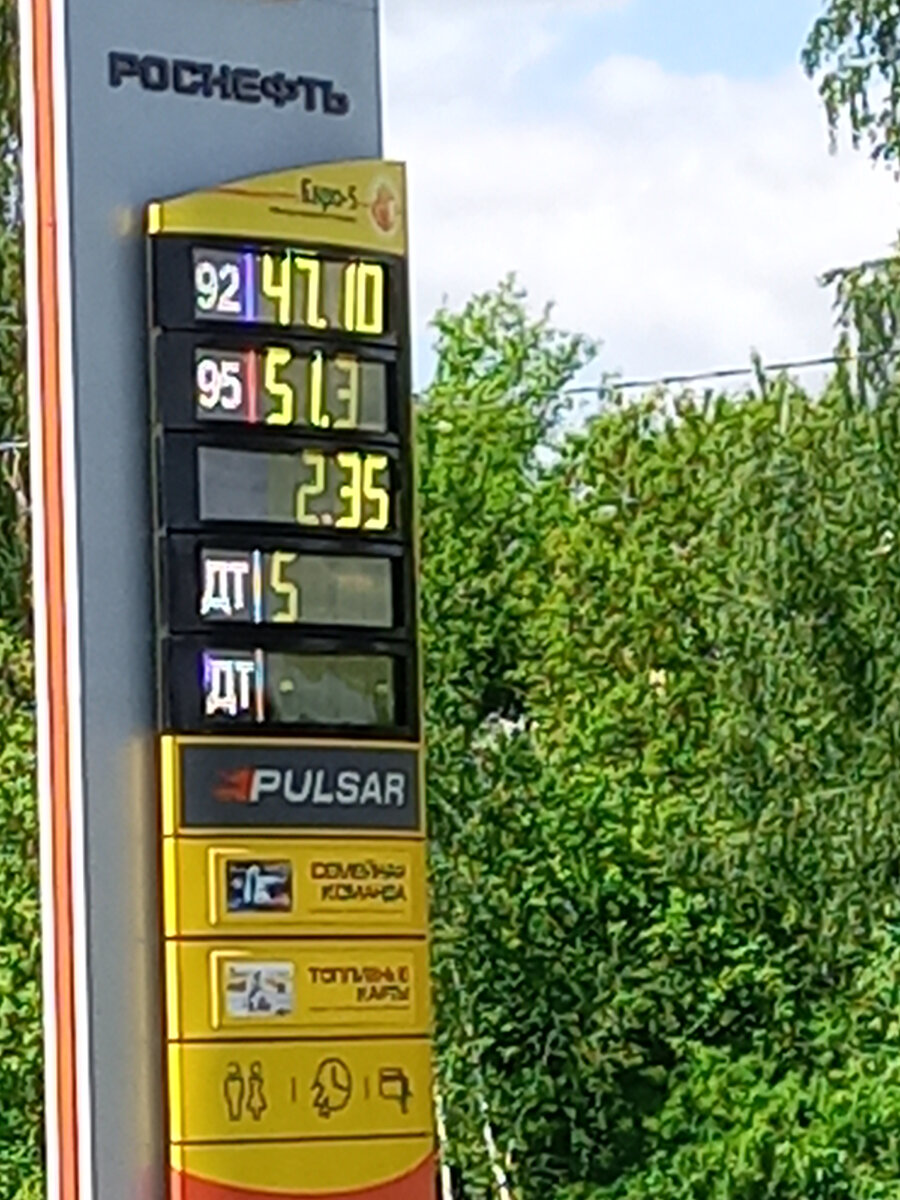 РОСНЕФТЬ
Евро-5
92 47.10
95 51.3
2.35
ДТ 5
ДТ
PULSAR
СЕМЕЙНАЯ
КОМАНДА
ТОПЛИВНЫЕ
КАРТЫ